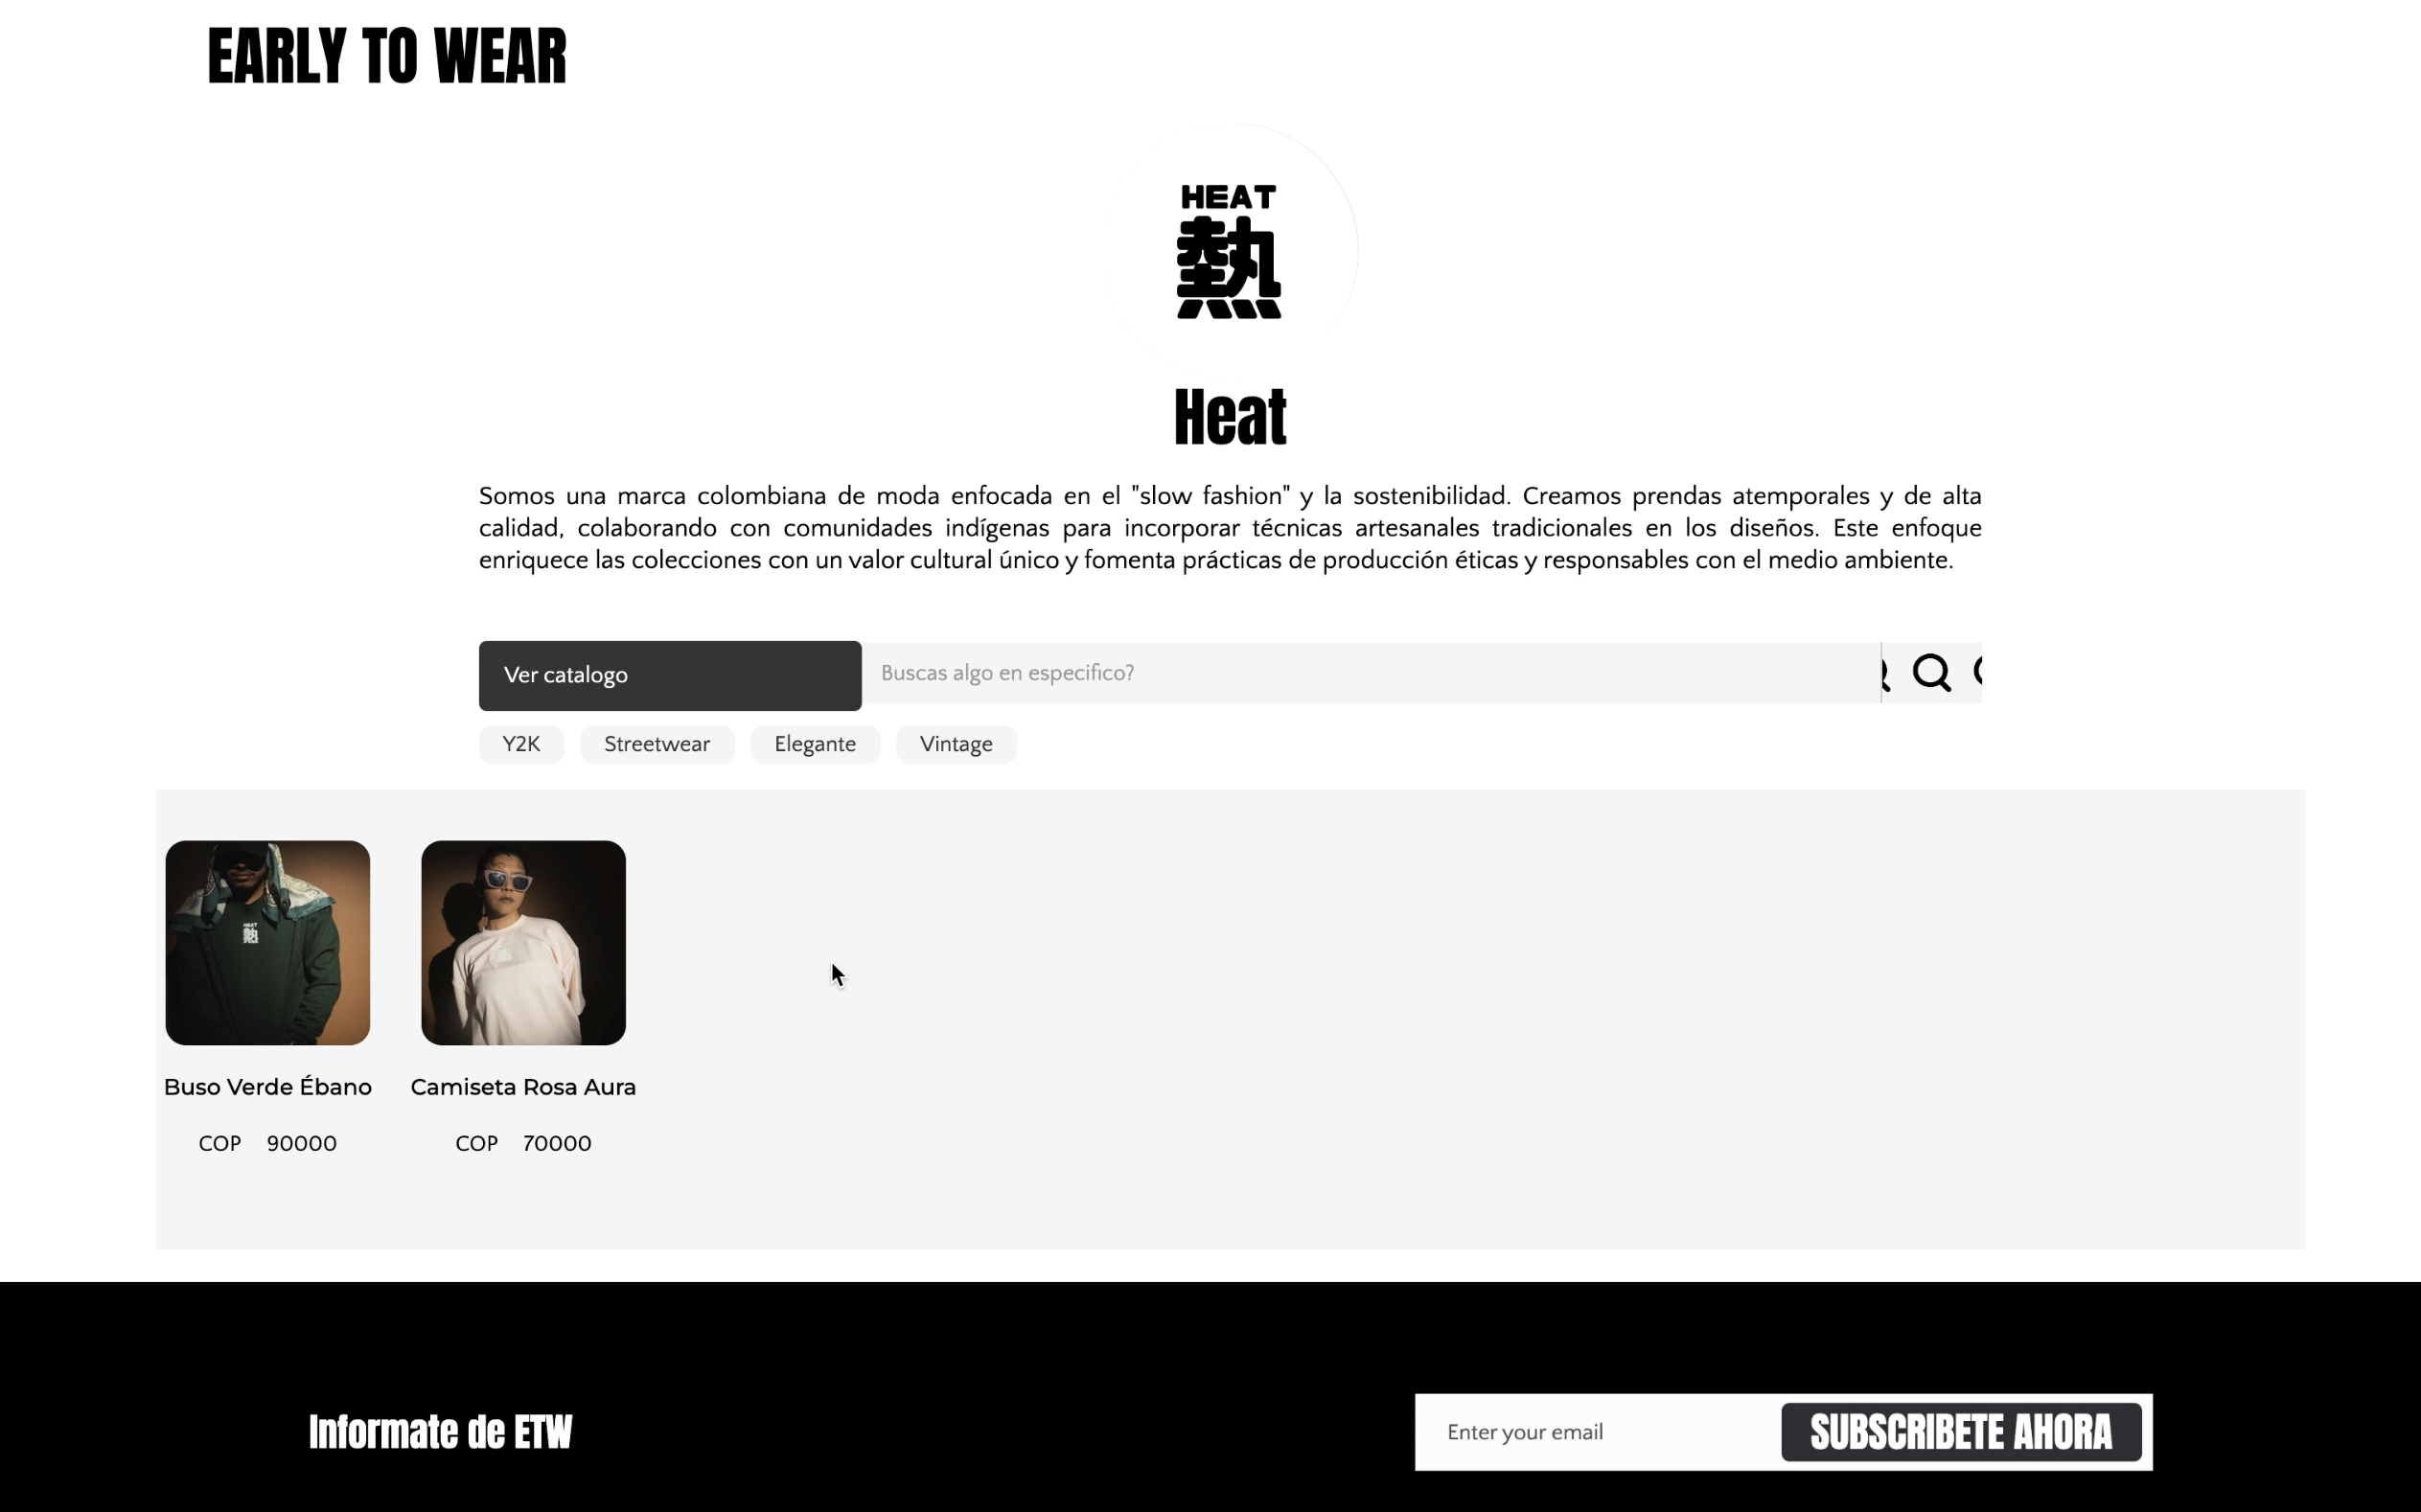 EARLY TO WEAR
HEAT
熱
Heat
Somos una marca colombiana de moda enfocada en el "slow fashion" y la sostenibilidad. Creamos prendas atemporales y de alta
calidad, colaborando con comunidades indígenas para incorporar técnicas artesanales tradicionales en los diseños. Este enfoque
enriquece las colecciones con un valor cultural único y fomenta prácticas de producción éticas y responsables con el medio ambiente.
Ver catalogo
Buscas algo en especifico?
Y2K Streetwear Elegante Vintage
HEAT
熱
Buso Verde Ébano Camiseta Rosa Aura
COP 90000 COP 70000
Informate de ETW
Enter your email
SUBSCRIBETE AHORA